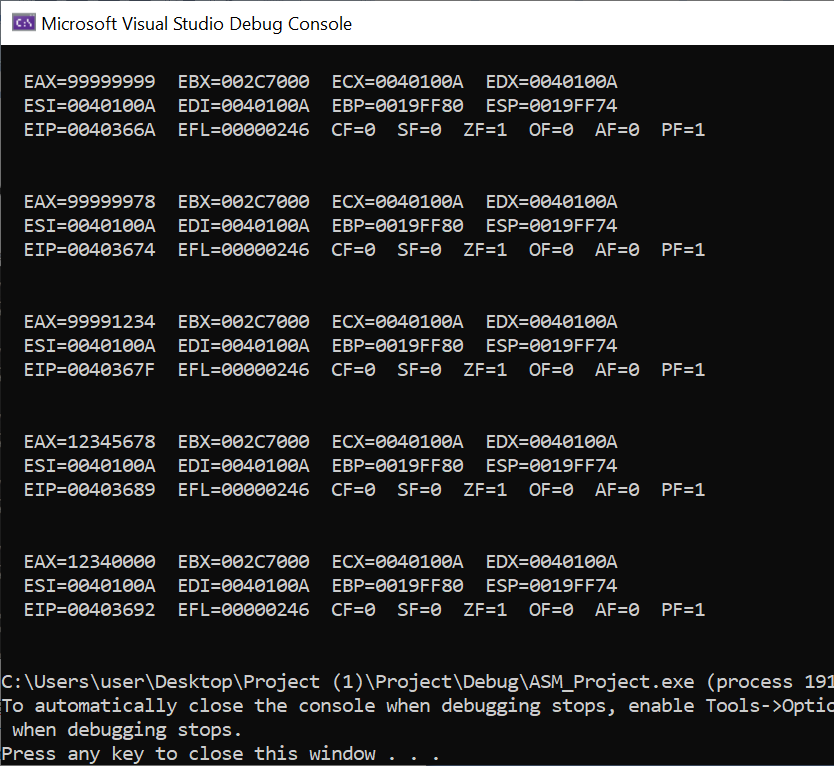 C:\ Microsoft Visual Studio Debug Console
EAX=99999999 EBX=002C7000 ECX=0040100A EDX=0040100A
ESI=0040100A EDI=0040100A EBP=0019FF80 ESP=0019FF74
EIP=0040366A EFL=00000246 CF=0 SF=0 ZF=1 OF=0 AF=0 PF=1
EAX=99999978 EBX=002C7000 ECX=0040100A EDX=0040100A
ESI=0040100A EDI=0040100A EBP=0019FF80 ESP=0019FF74
EIP=00403674 EFL=00000246 CF=0 SF=0 ZF=1 OF=0 AF=0 PF=1
EAX=99991234 EBX=002C7000 ECX=0040100A EDX=0040100A
ESI=0040100A EDI=0040100A EBP=0019FF80 ESP=0019FF74
EIP=0040367F EFL=00000246 CF=0 SF=0 ZF=1 OF=0 AF=0 PF=1
EAX=12345678 EBX=002C7000 ECX=0040100A EDX=0040100A
ESI=0040100A EDI=0040100A EBP=0019FF80 ESP=0019FF74
EIP=00403689 EFL=00000246 CF=0 SF=0 ZF=1 OF=0 AF=0 PF=1
EAX=12340000 EBX=002C7000 ECX=0040100A EDX=0040100A
ESI=0040100A EDI=0040100A EBP=0019FF80 ESP=0019FF74
EIP=00403692 EFL=00000246 CF=0 SF=0 ZF=1 OF=0 AF=0 PF=1
C:\Users\user\Desktop\Project (1)\Project\Debug\ASM_Project.exe (process 191
To automatically close the console when debugging stops, enable Tools->Optio
when debugging stops.
Press any key to close this window . . .